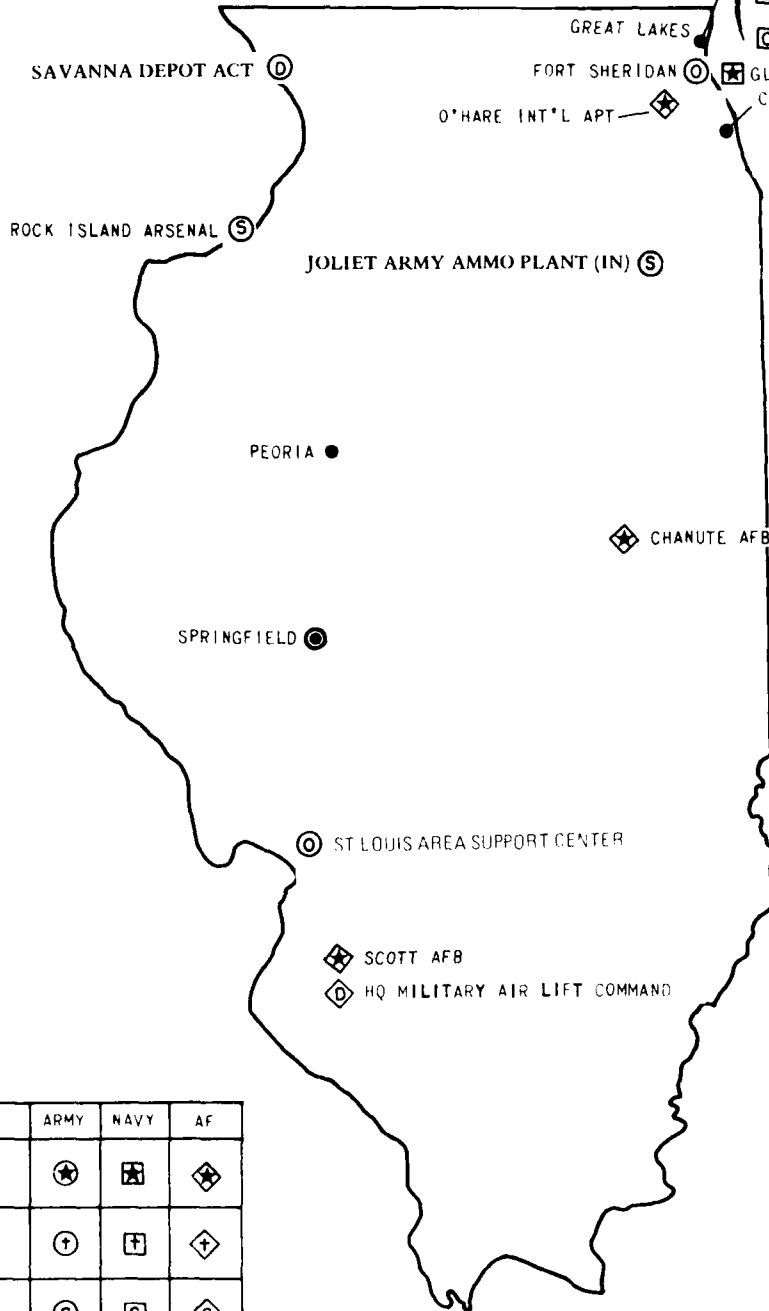 GREAT LAKES
SAVANNA DEPOT ACT D
FORT SHERIDAN O
O'HARE INT'L APT
ROCK ISLAND ARSENAL S
JOLIET ARMY AMMO PLANT (IN) S
PEORIA
CHANUTE AFB
SPRINGFIELD
O ST LOUIS AREA SUPPORT CENTER
SCOTT AFB
D HQ MILITARY AIR LIFT COMMAND
ARMY NAVY AF